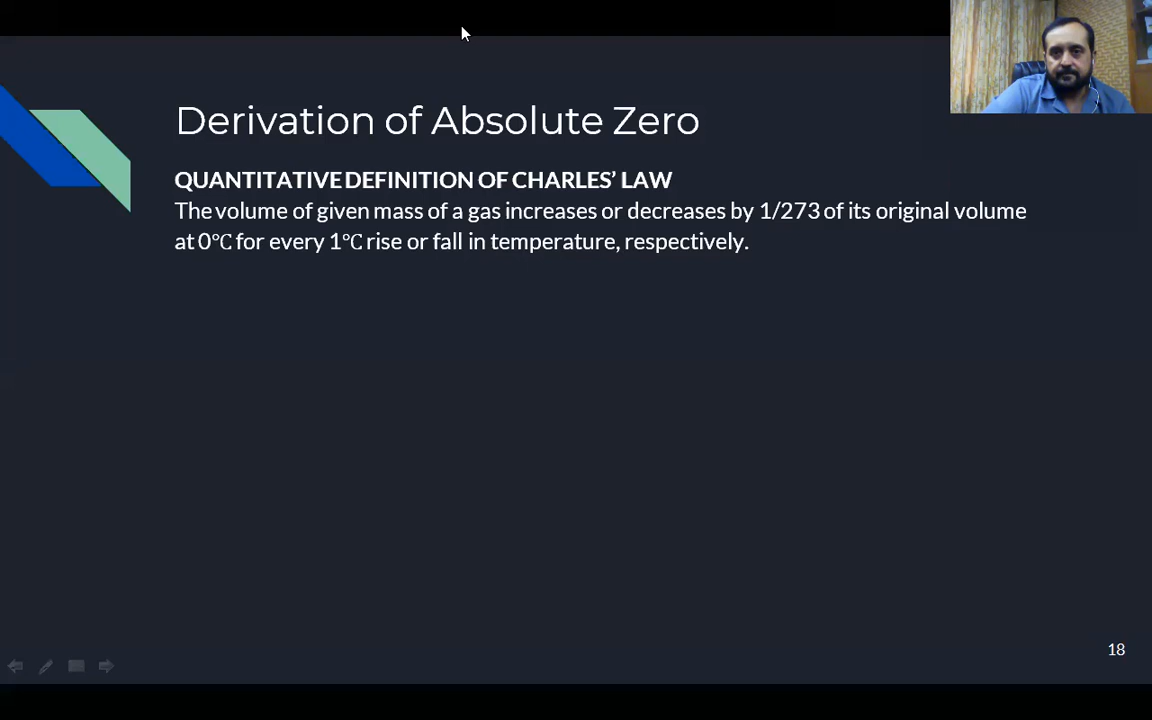 Derivation of Absolute Zero
QUANTITATIVE DEFINITION OF CHARLES’ LAW
The volume of given mass of a gas increases or decreases by 1/273 of its original volume
at 0℃ for every 1℃ rise or fall in temperature, respectively.
18